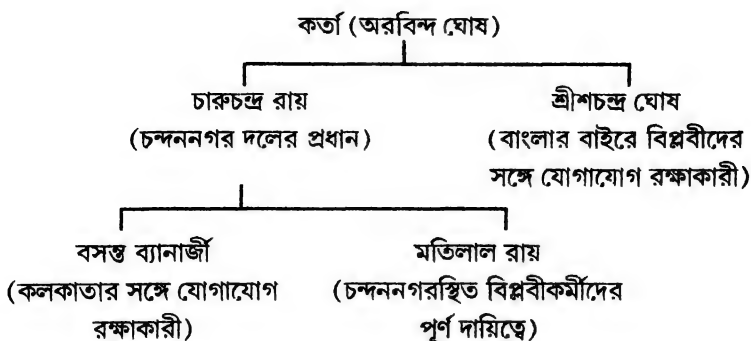 কর্তা (অরবিন্দ ঘোষ)
চারুচন্দ্র রায়
(চন্দননগর দলের প্রধান)
শ্রীশচন্দ্র ঘোষ
(বাংলার বাইরে বিপ্লবীদের
সঙ্গে যোগাযোগ রক্ষাকারী)
বসন্ত ব্যানার্জী
(কলকাতার সঙ্গে যোগাযোগ
রক্ষাকারী)
মতিলাল রায়
(চন্দননগরস্থিত বিপ্লবীকর্মীদের
পূর্ণ দায়িত্বে)